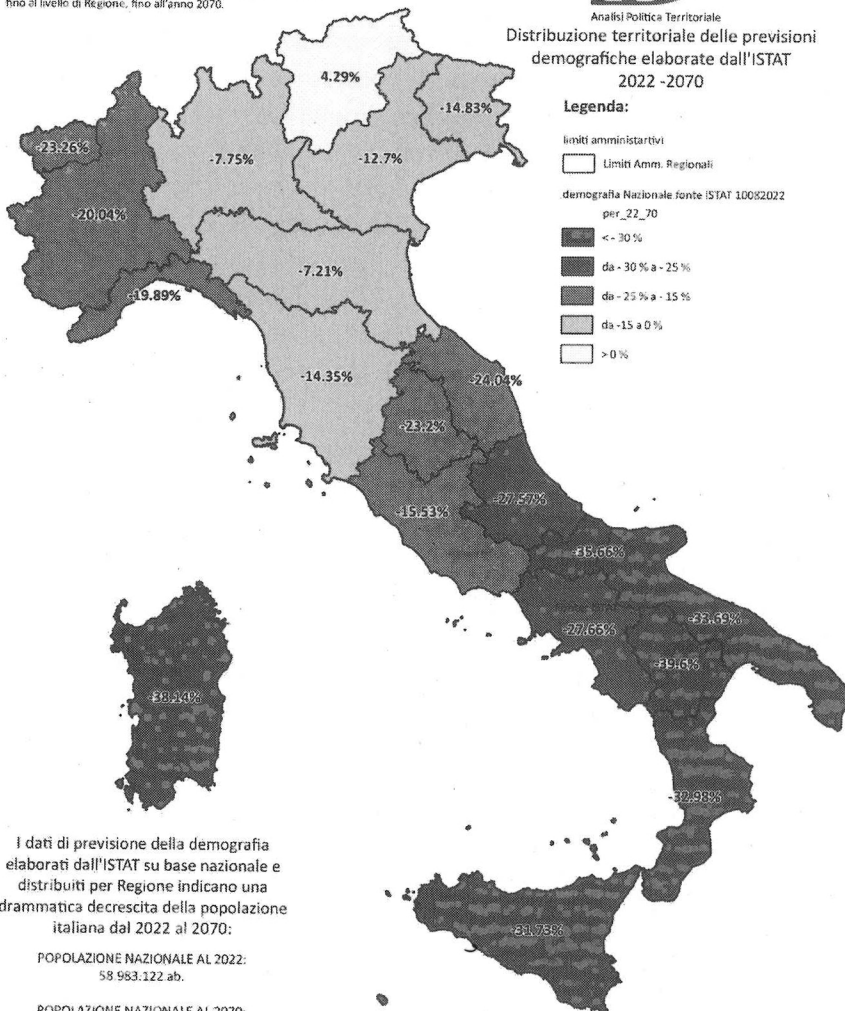 fino al livello di Regione, fino all'anno 2070.
Analisi Politica Territoriale
Distribuzione territoriale delle previsioni
demografiche elaborate dall'ISTAT
2022 -2070
Legenda:
limiti amministartivi
Limiti Amm. Regionali
demografia Nazionale fonte ISTAT 10082022
per_22_70
< - 30 %
da - 30 % a - 25 %
da - 25 % a - 15 %
da -15 a 0 %
> 0 %
4.29%
-14.83%
-23.26%
-7.75%
-12.7%
-20.04%
-7.21%
-19.89%
-14.35%
-24.04%
-23.2%
-27.57%
-15.53%
-35.66%
-33.69%
-27.66%
-39.6%
-38.14%
-32.98%
-31.73%
I dati di previsione della demografia
elaborati dall'ISTAT su base nazionale e
distribuiti per Regione indicano una
drammatica decrescita della popolazione
italiana dal 2022 al 2070:
POPOLAZIONE NAZIONALE AL 2022:
58.983.122 ab.
POPOLAZIONE NAZIONALE AL 2070: